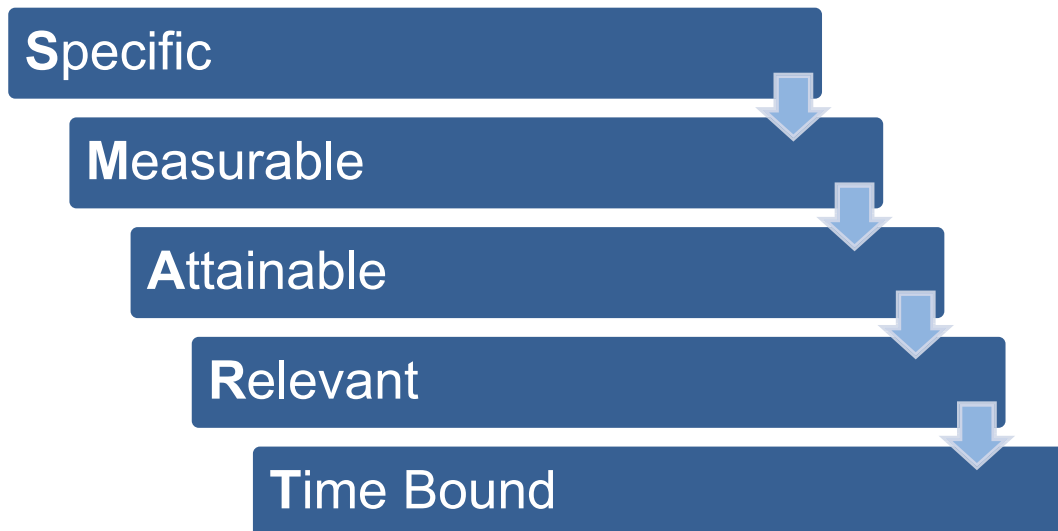 Specific
Measurable
Attainable
Relevant
Time Bound